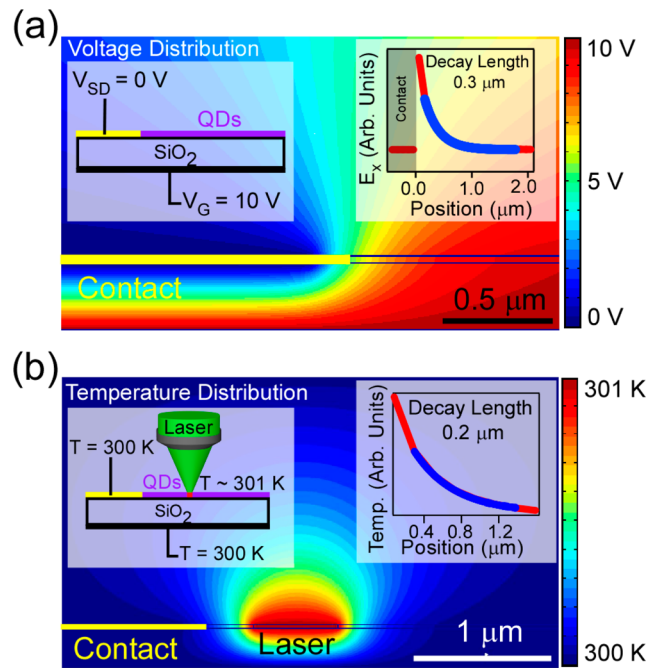 (a)
Voltage Distribution
V_SD = 0 V
QDs
SiO₂
V_G = 10 V
Decay Length
0.3 μm
Contact
E_x (Arb. Units)
0.0 1.0 2.0
Position (μm)
Contact
0.5 μm
10 V
5 V
0 V
(b)
Temperature Distribution
Laser
T = 300 K
QDs
T ~ 301 K
SiO₂
T = 300 K
Decay Length
0.2 μm
Temp. (Arb. Units)
0.4 0.8 1.2
Position (μm)
Contact
Laser
1 μm
301 K
300 K